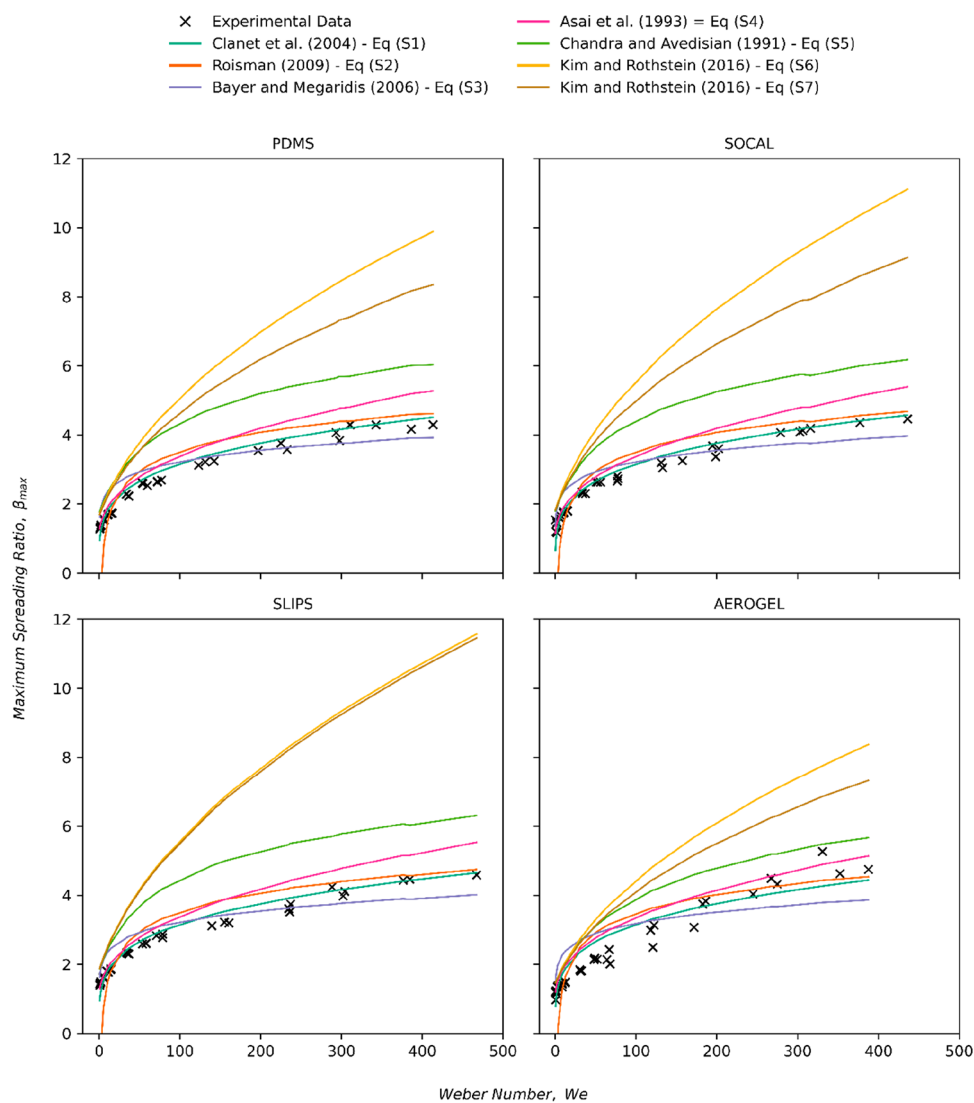 Experimental Data
Clanet et al. (2004) - Eq (S1)
Roisman (2009) - Eq (S2)
Bayer and Megaridis (2006) - Eq (S3)
Asai et al. (1993) = Eq (S4)
Chandra and Avedisian (1991) - Eq (S5)
Kim and Rothstein (2016) - Eq (S6)
Kim and Rothstein (2016) - Eq (S7)
PDMS
12
10
8
6
4
2
0
SOCAL
SLIPS
12
10
8
6
4
2
0
0 100 200 300 400 500
AEROGEL
0 100 200 300 400 500
Maximum Spreading Ratio, βmax
Weber Number, We